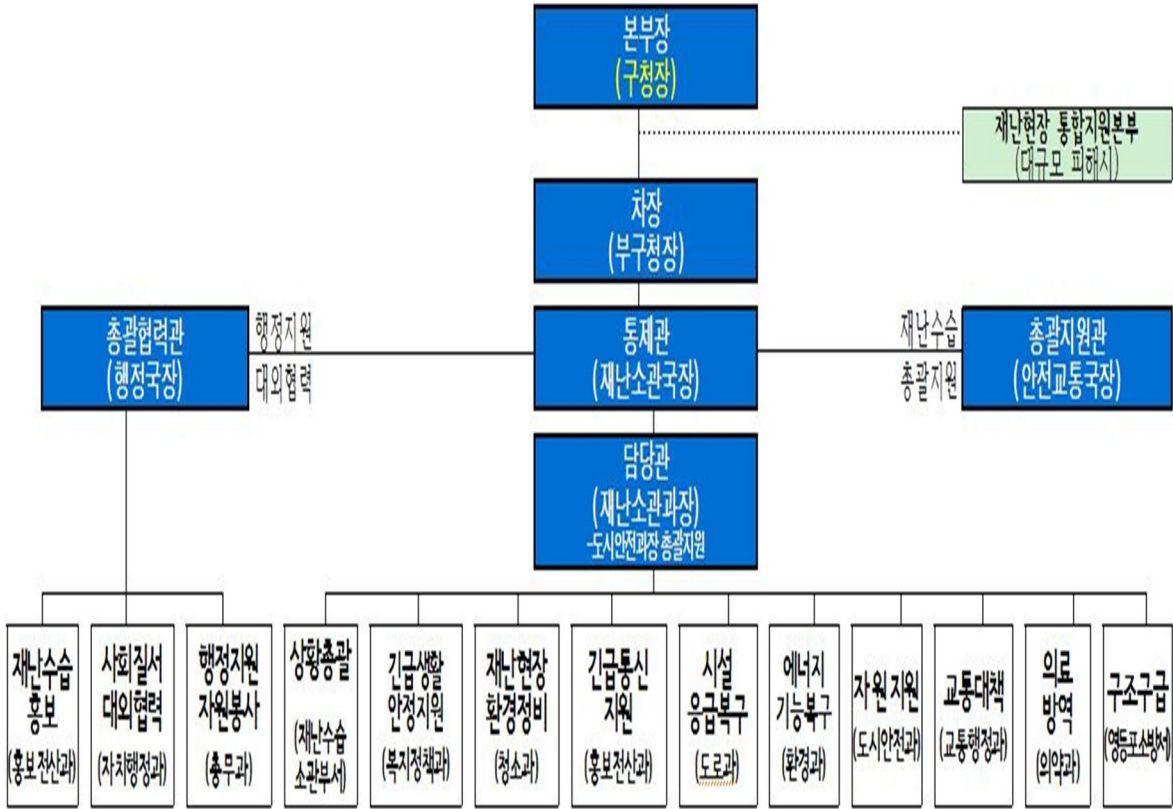 본부장
(구청장)
재난현장 통합지원본부
(대규모 피해시)
차장
(부구청장)
총괄협력관
(행정국장)
행정지원
대외협력
통제관
(재난소관국장)
재난수습
총괄지원
총괄지원관
(안전교통국장)
담당관
(재난소관과장)
-도시안전과장 총괄지원
재난수습
홍보
(홍보전산과)
사회질서
대외협력
(자치행정과)
행정지원
자원봉사
(총무과)
상황총괄
(재난수습
소관부서)
긴급생활
안정지원
(복지정책과)
재난현장
환경정비
(청소과)
긴급통신
지원
(홍보전산과)
시설
응급복구
(도로과)
에너지
기능복구
(환경과)
자원지원
(도시안전과)
교통대책
(교통행정과)
의료
방역
(의약과)
구조구급
(영등포소방서)